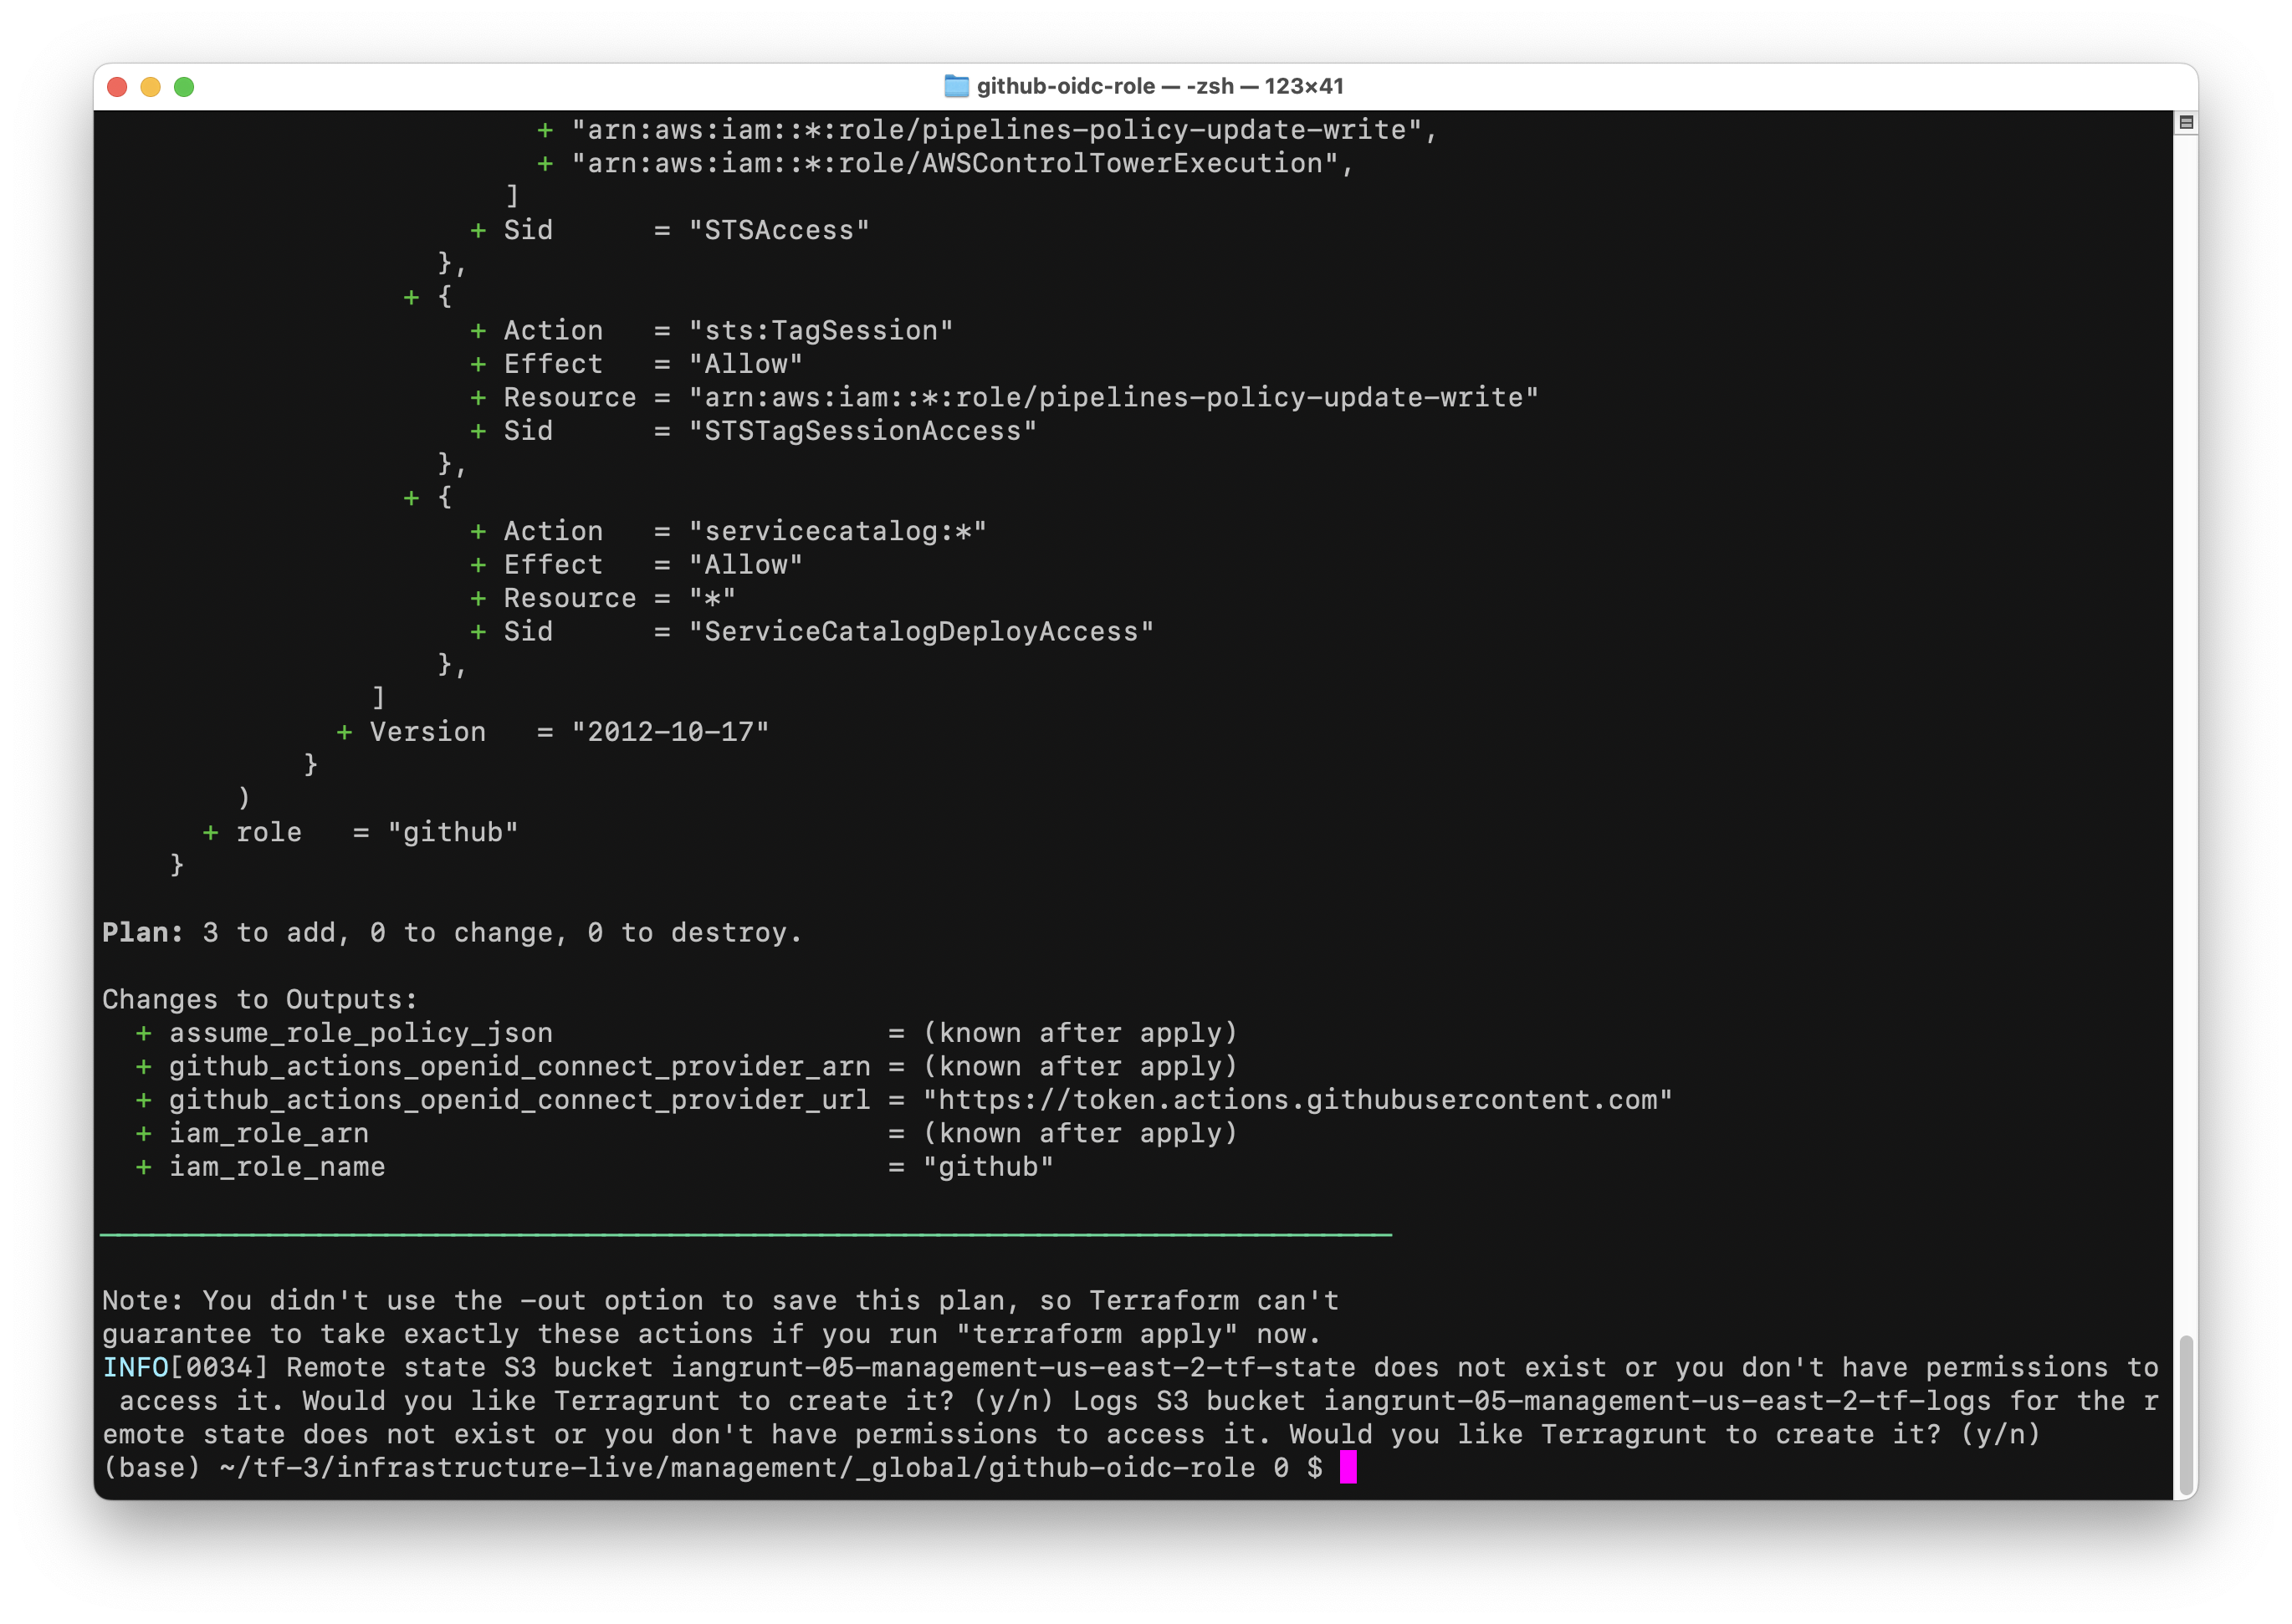 github-oidc-role — -zsh — 123×41
+ "arn:aws:iam::*:role/pipelines-policy-update-write",
+ "arn:aws:iam::*:role/AWSControlTowerExecution",
]
+ Sid      = "STSAccess"
},
+ {
+ Action   = "sts:TagSession"
+ Effect   = "Allow"
+ Resource = "arn:aws:iam::*:role/pipelines-policy-update-write"
+ Sid      = "STSTagSessionAccess"
},
+ {
+ Action   = "servicecatalog:*"
+ Effect   = "Allow"
+ Resource = "*"
+ Sid      = "ServiceCatalogDeployAccess"
},
]
+ Version   = "2012-10-17"
}
)
+ role   = "github"
}
Plan: 3 to add, 0 to change, 0 to destroy.
Changes to Outputs:
+ assume_role_policy_json                    = (known after apply)
+ github_actions_openid_connect_provider_arn = (known after apply)
+ github_actions_openid_connect_provider_url = "https://token.actions.githubusercontent.com"
+ iam_role_arn                               = (known after apply)
+ iam_role_name                              = "github"
Note: You didn't use the -out option to save this plan, so Terraform can't
guarantee to take exactly these actions if you run "terraform apply" now.
INFO[0034] Remote state S3 bucket iangrunt-05-management-us-east-2-tf-state does not exist or you don't have permissions to
access it. Would you like Terragrunt to create it? (y/n) Logs S3 bucket iangrunt-05-management-us-east-2-tf-logs for the r
emote state does not exist or you don't have permissions to access it. Would you like Terragrunt to create it? (y/n)
(base) ~/tf-3/infrastructure-live/management/_global/github-oidc-role 0 $